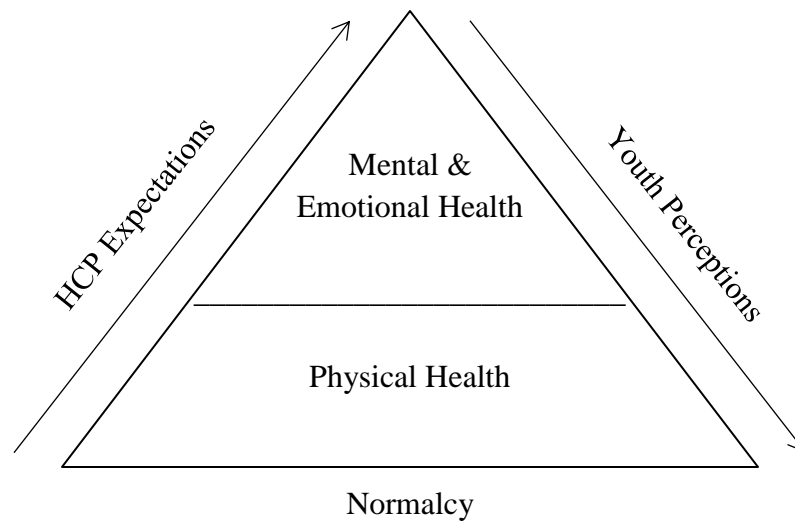 Mental &
Emotional Health
HCP Expectations
Youth Perceptions
Physical Health
Normalcy